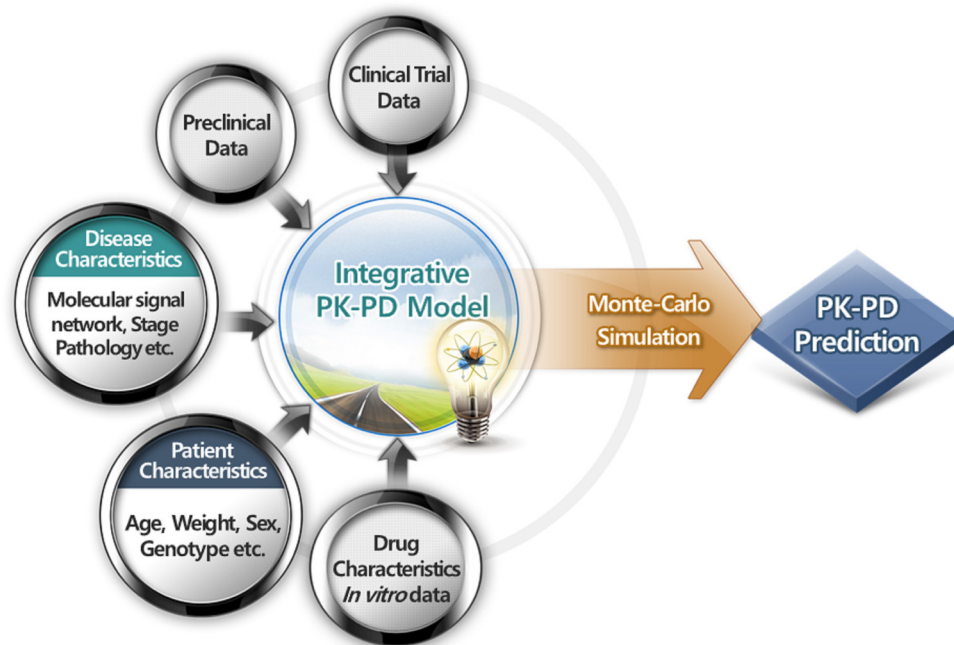 Clinical Trial
Data
Preclinical
Data
Disease
Characteristics
Molecular signal
network, Stage
Pathology etc.
Integrative
PK-PD Model
Monte-Carlo
Simulation
PK-PD
Prediction
Patient
Characteristics
Age, Weight, Sex,
Genotype etc.
Drug
Characteristics
In vitro data